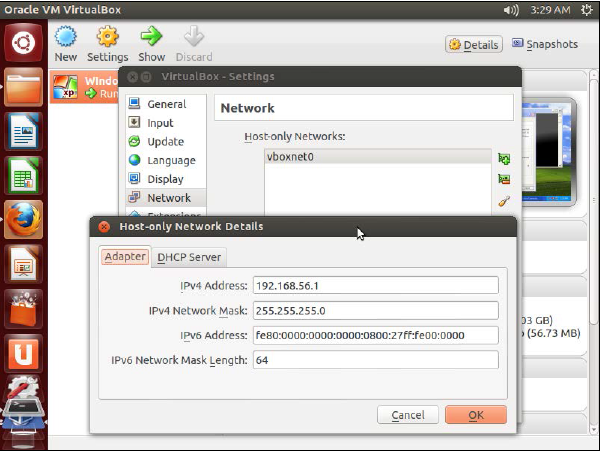 Oracle VM VirtualBox
3:29 AM
New Settings Show Discard
Details Snapshots
Windo
Run
xp
VirtualBox - Settings
General
Input
Update
Language
Display
Network
Network
Host-only Networks:
vboxnet0
Host-only Network Details
Adapter DHCP Server
IPv4 Address: 192.168.56.1
IPv4 Network Mask: 255.255.255.0
IPv6 Address: fe80:0000:0000:0000:0800:27ff:fe00:0000
IPv6 Network Mask Length: 64
Cancel OK
03 GB)
(56.73 MB)